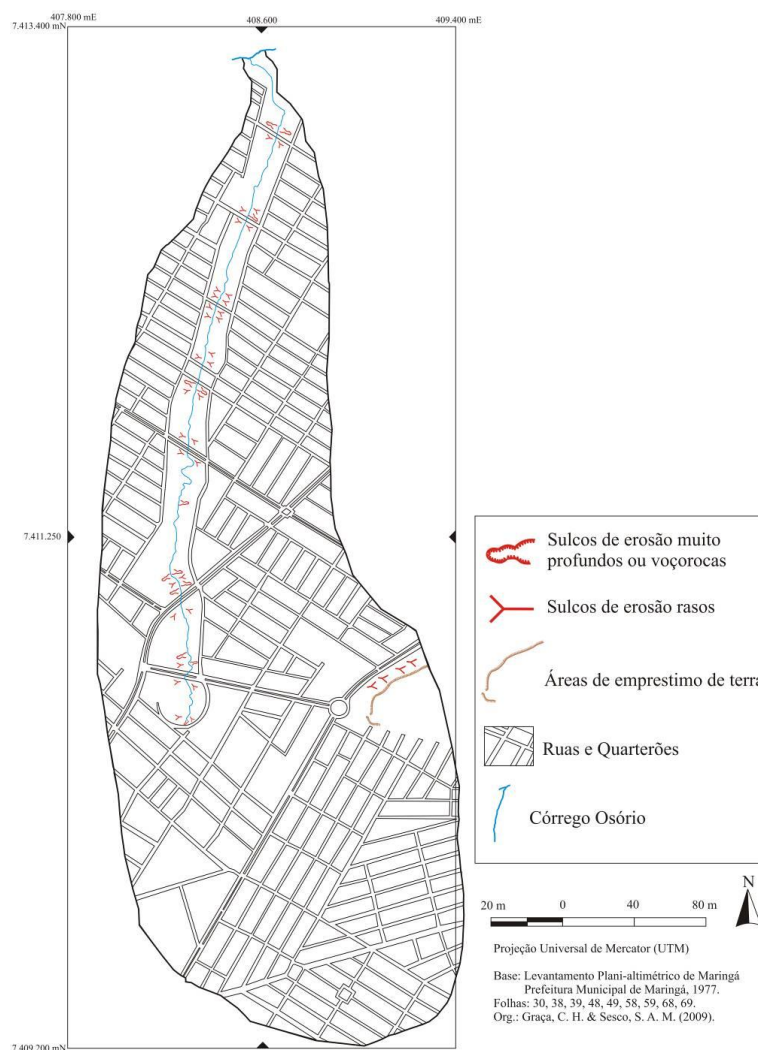 407.800 mE
408.600
409.400 mE
7.413.400 mN
7.411.250
7.409.200 mN
Sulcos de erosão muito
profundos ou voçorocas
Sulcos de erosão rasos
Áreas de emprestimo de terra
Ruas e Quarterões
Córrego Osório
N
20 m 0 40 80 m
Projeção Universal de Mercator (UTM)
Base: Levantamento Plani-altimétrico de Maringá
Prefeitura Municipal de Maringá, 1977.
Folhas: 30, 38, 39, 48, 49, 58, 59, 68, 69.
Org.: Graça, C. H. & Sesco, S. A. M. (2009).